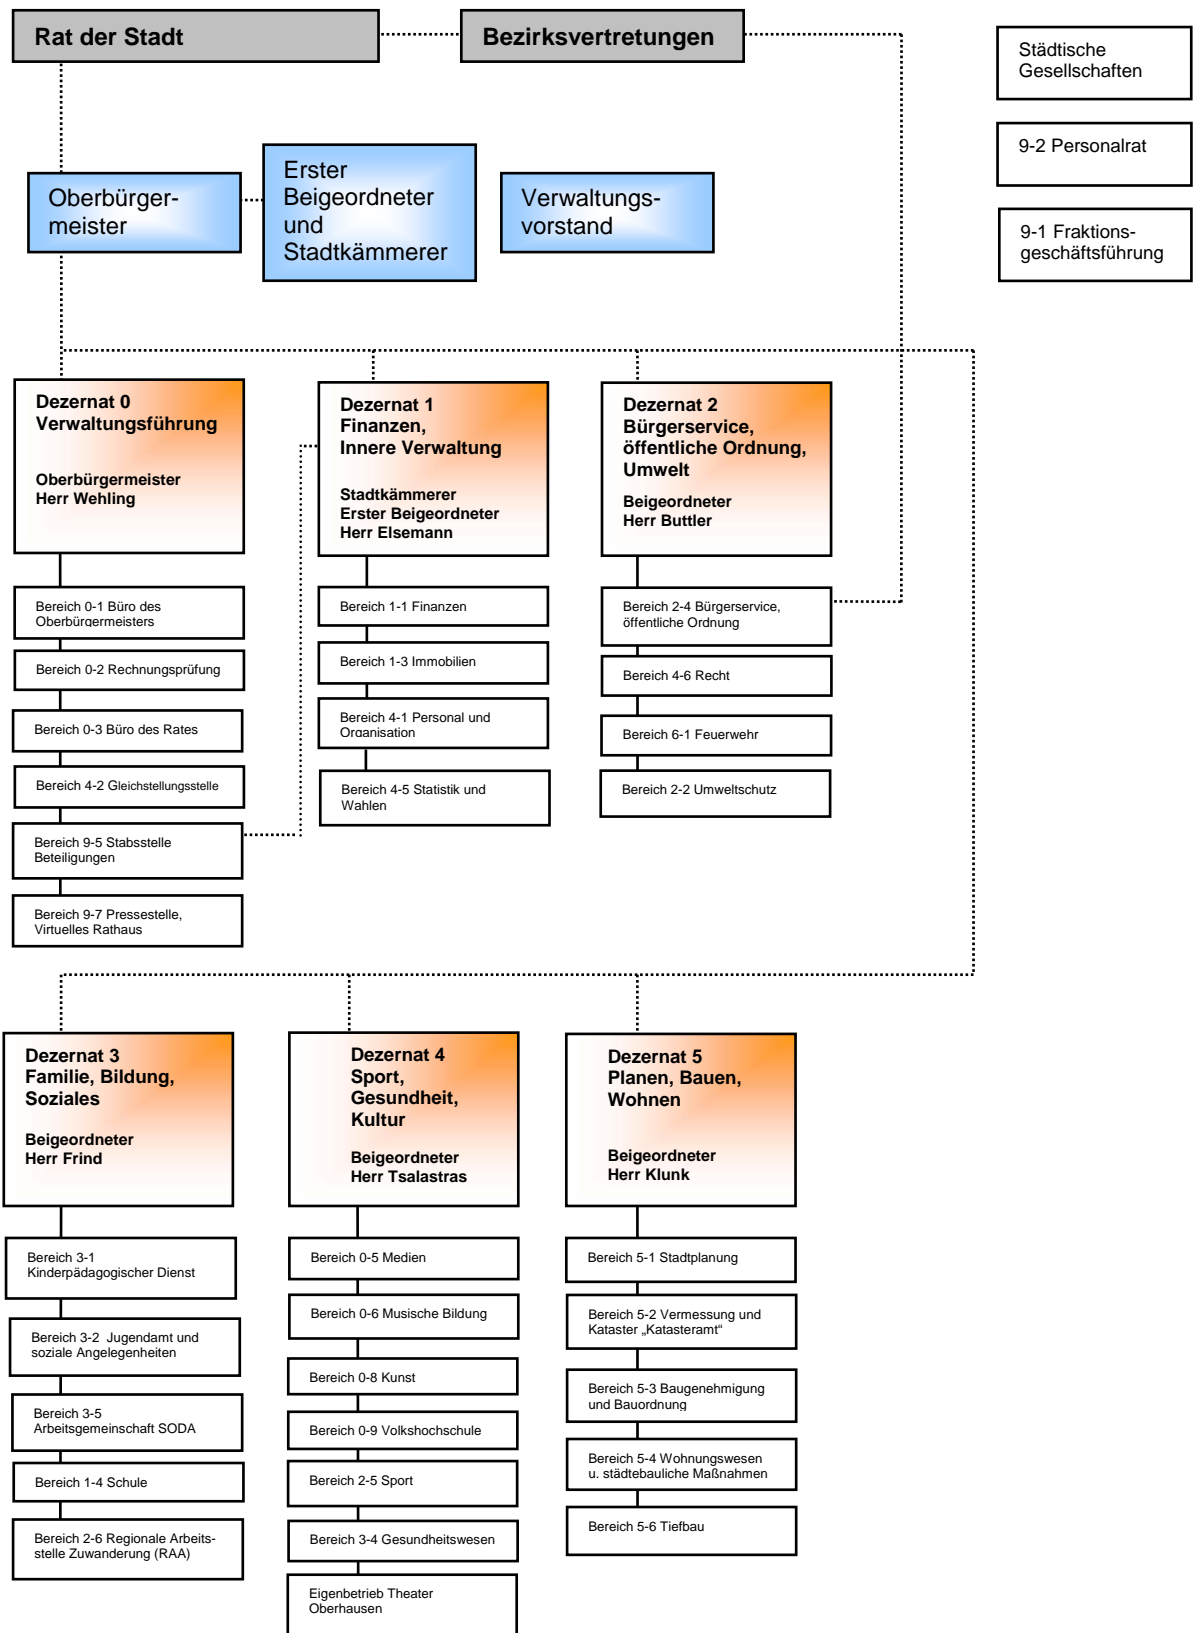 Rat der Stadt
Bezirksvertretungen
Städtische
Gesellschaften
9-2 Personalrat
9-1 Fraktions-
geschäftsführung
Oberbürger-
meister
Erster
Beigeordneter
und
Stadtkämmerer
Verwaltungs-
vorstand
Dezernat 0
Verwaltungsführung
Oberbürgermeister
Herr Wehling
Bereich 0-1 Büro des
Oberbürgermeisters
Bereich 0-2 Rechnungsprüfung
Bereich 0-3 Büro des Rates
Bereich 4-2 Gleichstellungsstelle
Bereich 9-5 Stabsstelle
Beteiligungen
Bereich 9-7 Pressestelle,
Virtuelles Rathaus
Dezernat 1
Finanzen,
Innere Verwaltung
Stadtkämmerer
Erster Beigeordneter
Herr Elsemann
Bereich 1-1 Finanzen
Bereich 1-3 Immobilien
Bereich 4-1 Personal und
Organisation
Bereich 4-5 Statistik und
Wahlen
Dezernat 2
Bürgerservice,
öffentliche Ordnung,
Umwelt
Beigeordneter
Herr Buttler
Bereich 2-4 Bürgerservice,
öffentliche Ordnung
Bereich 4-6 Recht
Bereich 6-1 Feuerwehr
Bereich 2-2 Umweltschutz
Dezernat 3
Familie, Bildung,
Soziales
Beigeordneter
Herr Frind
Bereich 3-1
Kinderpädagogischer Dienst
Bereich 3-2 Jugendamt und
soziale Angelegenheiten
Bereich 3-5
Arbeitsgemeinschaft SODA
Bereich 1-4 Schule
Bereich 2-6 Regionale Arbeits-
stelle Zuwanderung (RAA)
Dezernat 4
Sport,
Gesundheit,
Kultur
Beigeordneter
Herr Tsalastras
Bereich 0-5 Medien
Bereich 0-6 Musische Bildung
Bereich 0-8 Kunst
Bereich 0-9 Volkshochschule
Bereich 2-5 Sport
Bereich 3-4 Gesundheitswesen
Eigenbetrieb Theater
Oberhausen
Dezernat 5
Planen, Bauen,
Wohnen
Beigeordneter
Herr Klunk
Bereich 5-1 Stadtplanung
Bereich 5-2 Vermessung und
Kataster „Katasteramt“
Bereich 5-3 Baugenehmigung
und Bauordnung
Bereich 5-4 Wohnungswesen
u. städtebauliche Maßnahmen
Bereich 5-6 Tiefbau